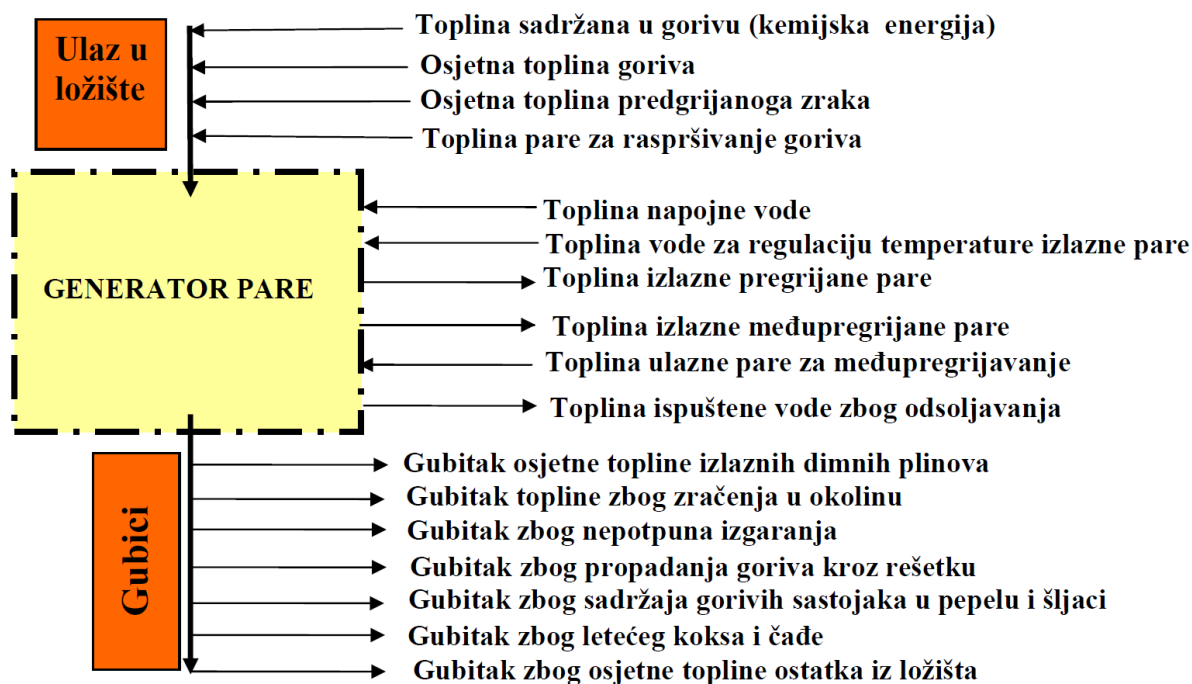 Ulaz u
ložište
Toplina sadržana u gorivu (kemijska energija)
Osjetna toplina goriva
Osjetna toplina predgrijanoga zraka
Toplina pare za raspršivanje goriva
GENERATOR PARE
Toplina napojne vode
Toplina vode za regulaciju temperature izlazne pare
Toplina izlazne pregrijane pare
Toplina izlazne međupregrijane pare
Toplina ulazne pare za međupregrijavanje
Toplina ispuštene vode zbog odsoljavanja
Gubici
Gubitak osjetne topline izlaznih dimnih plinova
Gubitak topline zbog zračenja u okolinu
Gubitak zbog nepotpuna izgaranja
Gubitak zbog propadanja goriva kroz rešetku
Gubitak zbog sadržaja gorivih sastojaka u pepelu i šljaci
Gubitak zbog letećeg koksa i čađe
Gubitak zbog osjetne topline ostatka iz ložišta